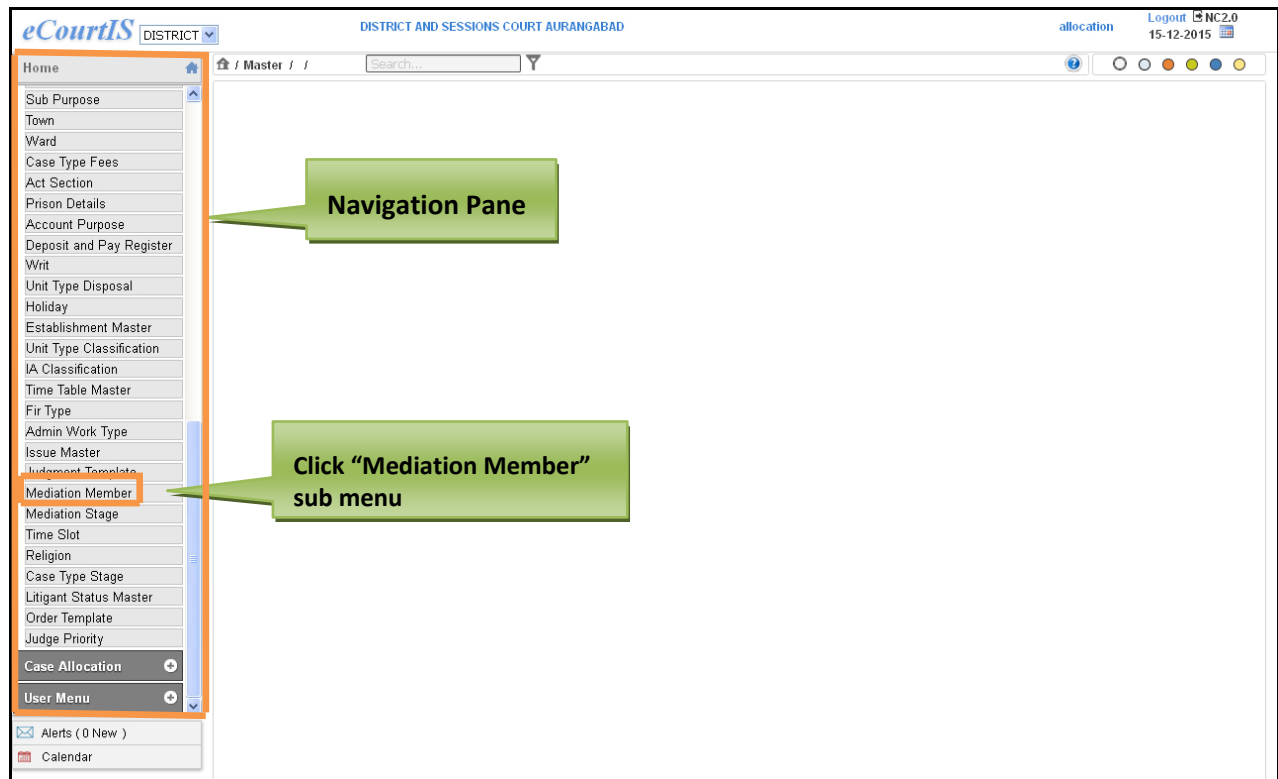 eCourtIS DISTRICT
DISTRICT AND SESSIONS COURT AURANGABAD
allocation
Logout NC2.0
15-12-2015
Home
/ Master / /
Search...
Sub Purpose
Town
Ward
Case Type Fees
Act Section
Prison Details
Account Purpose
Deposit and Pay Register
Writ
Unit Type Disposal
Holiday
Establishment Master
Unit Type Classification
IA Classification
Time Table Master
Fir Type
Admin Work Type
Issue Master
Judgment Template
Mediation Member
Mediation Stage
Time Slot
Religion
Case Type Stage
Litigant Status Master
Order Template
Judge Priority
Case Allocation
User Menu
Alerts ( 0 New )
Calendar
Navigation Pane
Click “Mediation Member”
sub menu